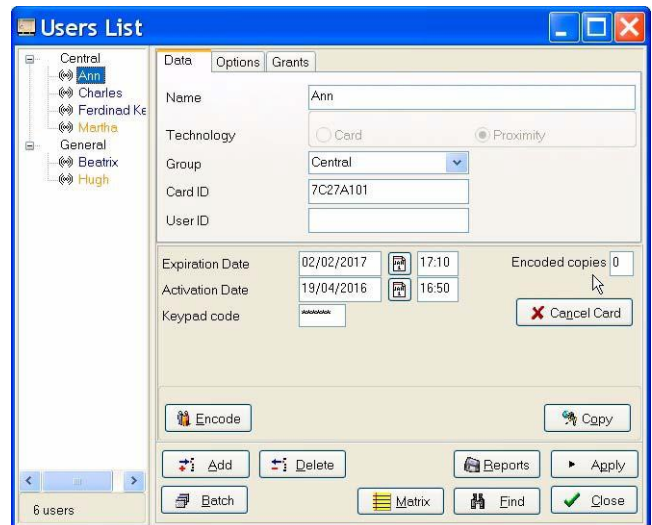 Users List
Central
Ann
Charles
Ferdinad Ke
Martha
General
Beatrix
Hugh
6 users
Data Options Grants
Name Ann
Technology Card Proximity
Group Central
Card ID 7C27A101
User ID
Expiration Date 02/02/2017 17:10 Encoded copies 0
Activation Date 19/04/2016 16:50
Keypad code ******
Cancel Card
Encode Copy
Add Delete Reports Apply
Batch Matrix Find Close